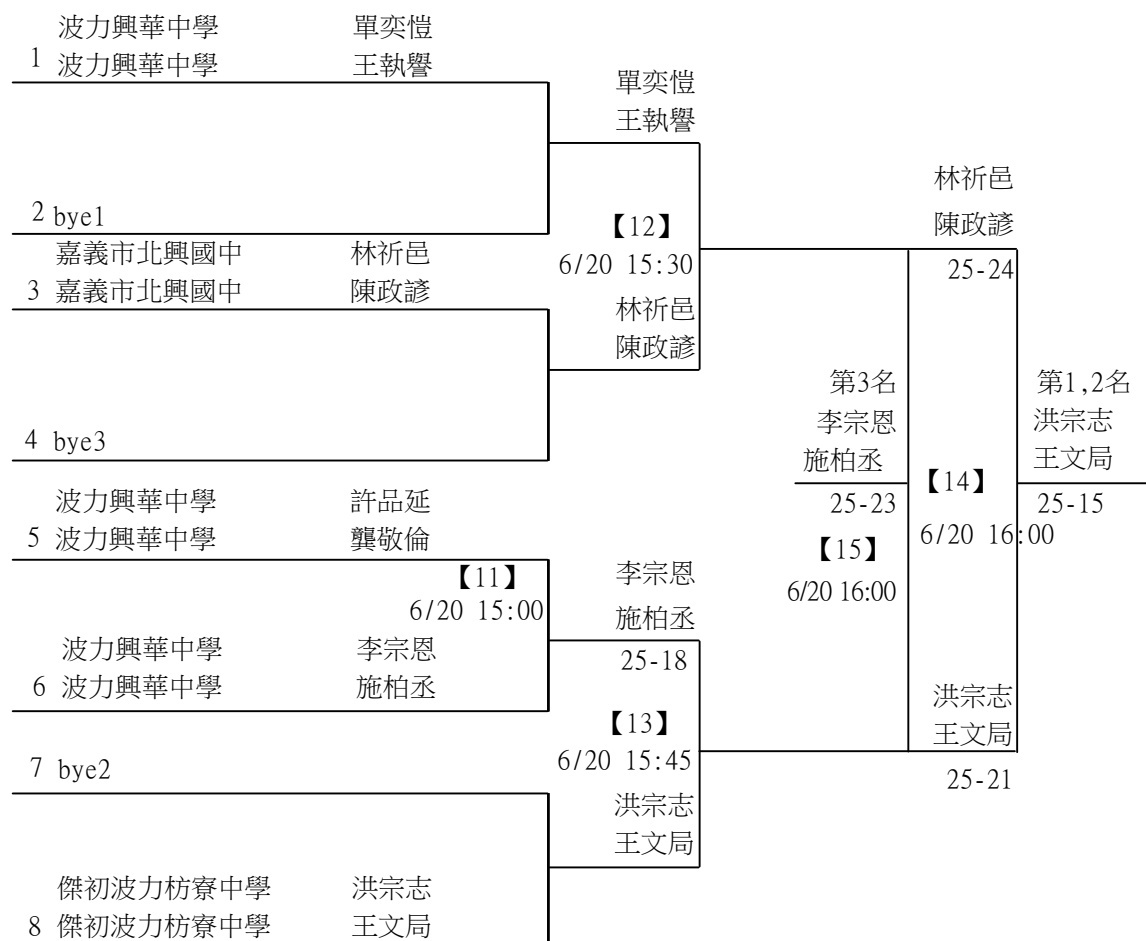 波力興華中學 單奕愷
1 波力興華中學 王執譽
單奕愷
王執譽
2 bye1
【12】
6/20 15:30
林祈邑
陳政諺
25-24
嘉義市北興國中 林祈邑
3 嘉義市北興國中 陳政諺
林祈邑
陳政諺
4 bye3
第3名
李宗恩
施柏丞
25-23
【15】
6/20 16:00
【14】
6/20 16:00
第1,2名
洪宗志
王文局
25-15
波力興華中學 許品延
5 波力興華中學 龔敬倫
【11】
6/20 15:00
李宗恩
施柏丞
25-18
波力興華中學 李宗恩
6 波力興華中學 施柏丞
【13】
6/20 15:45
洪宗志
王文局
25-21
7 bye2
洪宗志
王文局
傑初波力枋寮中學 洪宗志
8 傑初波力枋寮中學 王文局